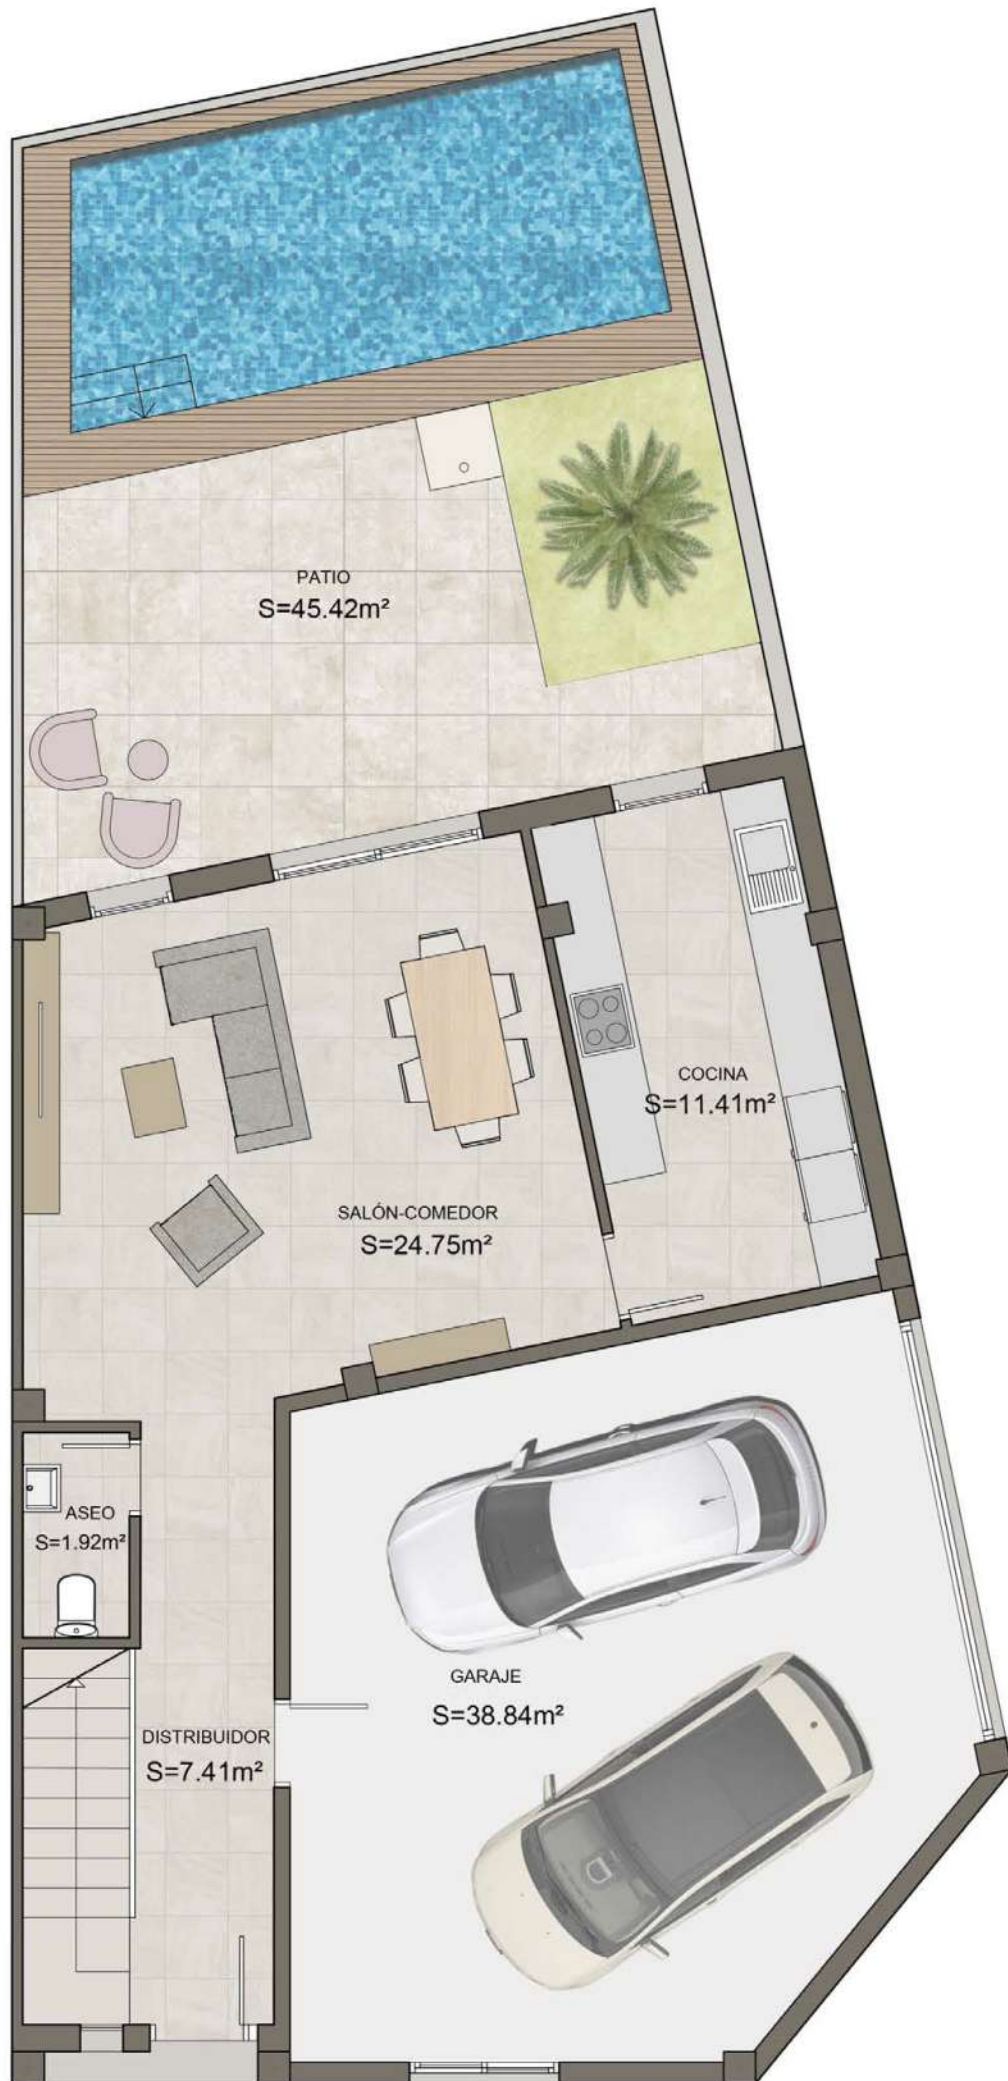 PATIO
S=45.42m²
COCINA
S=11.41m²
SALÓN-COMEDOR
S=24.75m²
ASEO
S=1.92m²
GARAJE
S=38.84m²
DISTRIBUIDOR
S=7.41m²